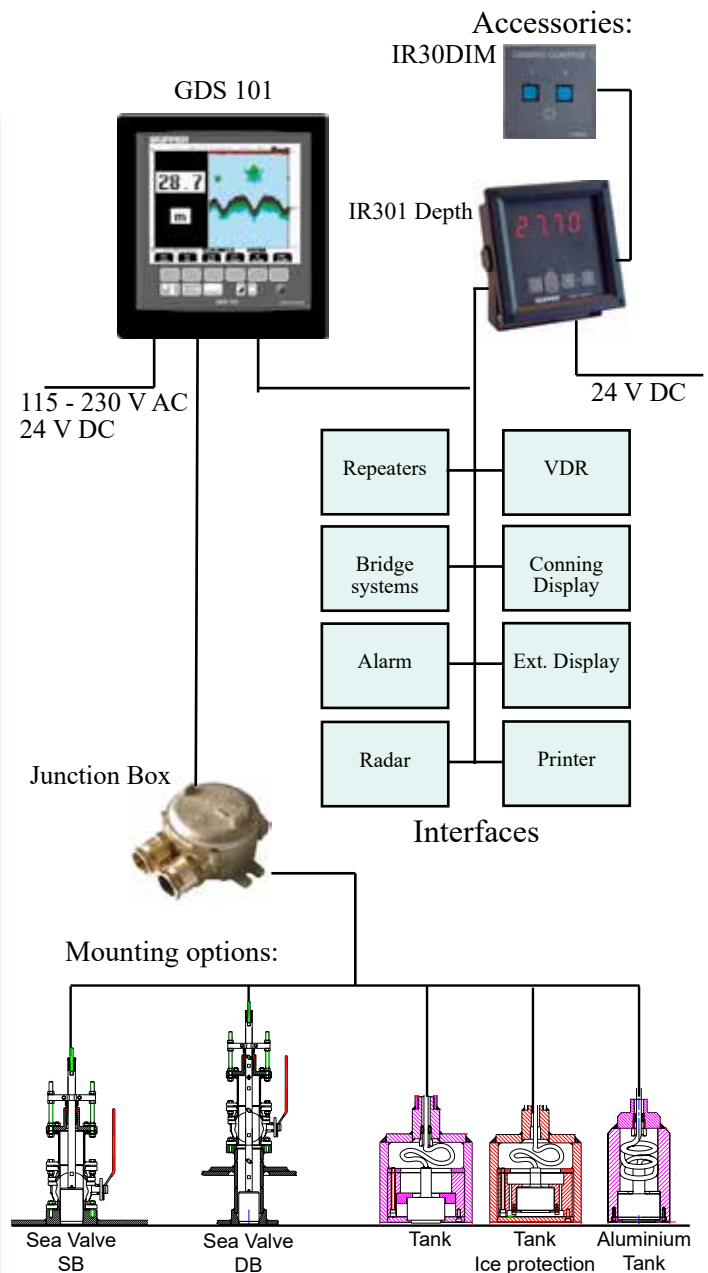 Accessories:
IR30DIM
GDS 101
28.7
m
IR301 Depth
27.70
115 - 230 V AC
24 V DC
24 V DC
Repeaters
VDR
Bridge
systems
Conning
Display
Alarm
Ext. Display
Radar
Printer
Interfaces
Junction Box
Mounting options:
Sea Valve
SB
Sea Valve
DB
Tank
Tank
Ice protection
Aluminium
Tank